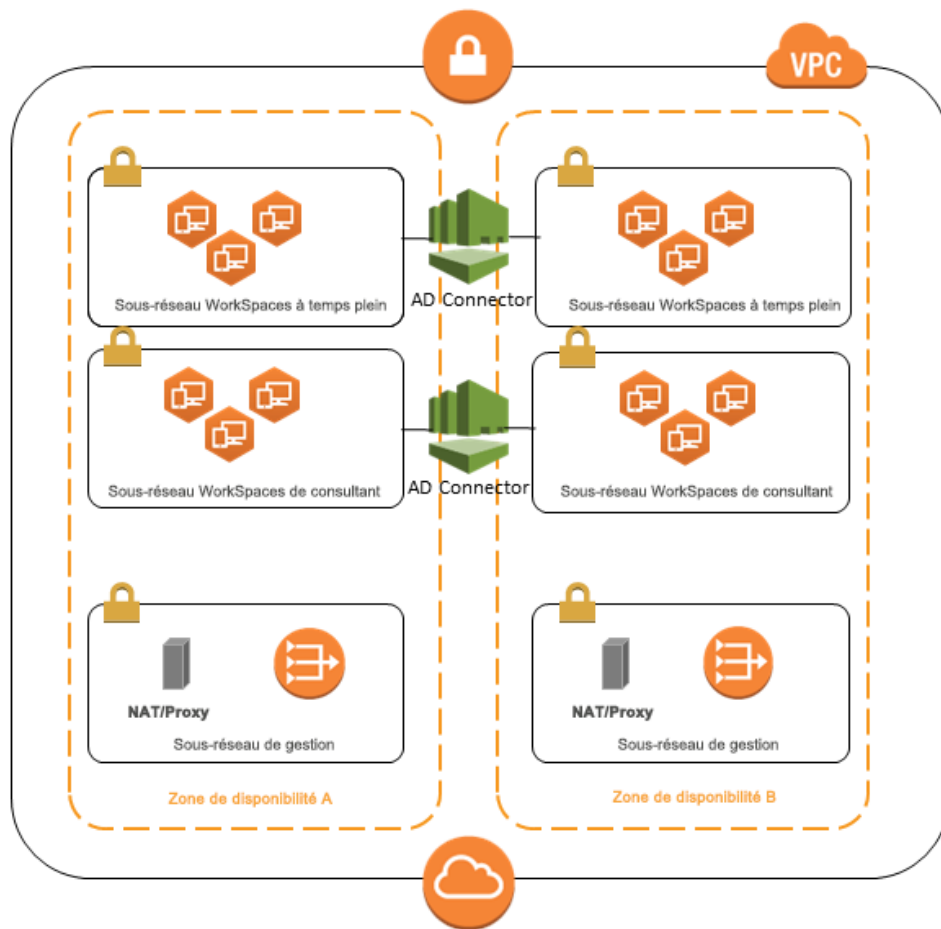 VPC
Sous-réseau WorkSpaces à temps plein
AD Connector
Sous-réseau WorkSpaces à temps plein
Sous-réseau WorkSpaces de consultant
AD Connector
Sous-réseau WorkSpaces de consultant
NAT/Proxy
Sous-réseau de gestion
NAT/Proxy
Sous-réseau de gestion
Zone de disponibilité A
Zone de disponibilité B